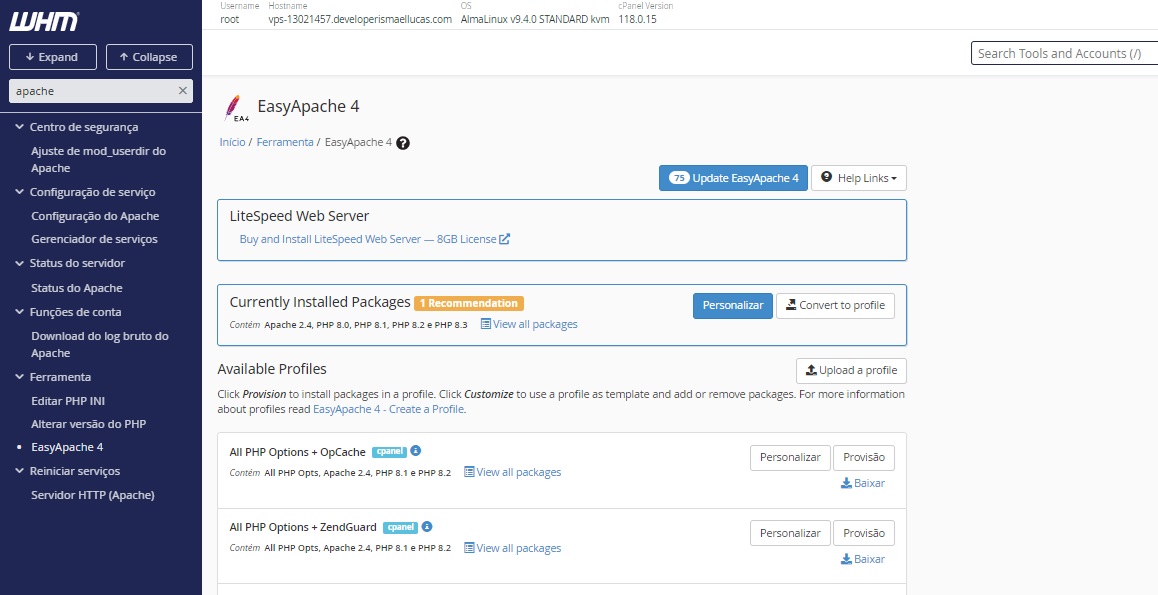 WHM
Expand
Collapse
apache
Centro de segurança
Ajuste de mod_userdir do
Apache
Configuração de serviço
Configuração do Apache
Gerenciador de serviços
Status do servidor
Status do Apache
Funções de conta
Download do log bruto do
Apache
Ferramenta
Editar PHP INI
Alterar versão do PHP
EasyApache 4
Reiniciar serviços
Servidor HTTP (Apache)
Username Hostname OS cPanel Version
root vps-13021457.developerismaellucas.com AlmaLinux v9.4.0 STANDARD kvm 118.0.15
Search Tools and Accounts (/)
EA4
EasyApache 4
Início / Ferramenta / EasyApache 4
75 Update EasyApache 4 Help Links
LiteSpeed Web Server
Buy and Install LiteSpeed Web Server — 8GB License
Currently Installed Packages 1 Recommendation
Personalizar Convert to profile
Contém Apache 2.4, PHP 8.0, PHP 8.1, PHP 8.2 e PHP 8.3 View all packages
Available Profiles
Upload a profile
Click Provision to install packages in a profile. Click Customize to use a profile as template and add or remove packages. For more information
about profiles read EasyApache 4 - Create a Profile.
All PHP Options + OpCache cpanel
Personalizar Provisão
Contém All PHP Opts, Apache 2.4, PHP 8.1 e PHP 8.2 View all packages
Baixar
All PHP Options + ZendGuard cpanel
Personalizar Provisão
Contém All PHP Opts, Apache 2.4, PHP 8.1 e PHP 8.2 View all packages
Baixar